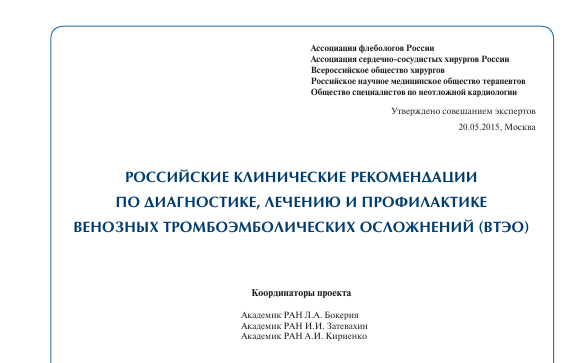 Ассоциация флебологов России
Ассоциация сердечно-сосудистых хирургов России
Всероссийское общество хирургов
Российское научное медицинское общество терапевтов
Общество специалистов по неотложной кардиологии
Утверждено совещанием экспертов
20.05.2015, Москва
РОССИЙСКИЕ КЛИНИЧЕСКИЕ РЕКОМЕНДАЦИИ
ПО ДИАГНОСТИКЕ, ЛЕЧЕНИЮ И ПРОФИЛАКТИКЕ
ВЕНОЗНЫХ ТРОМБОЭМБОЛИЧЕСКИХ ОСЛОЖНЕНИЙ (ВТЭО)
Координаторы проекта
Академик РАН Л.А. Бокерия
Академик РАН И.И. Затевахин
Академик РАН А.И. Кириенко